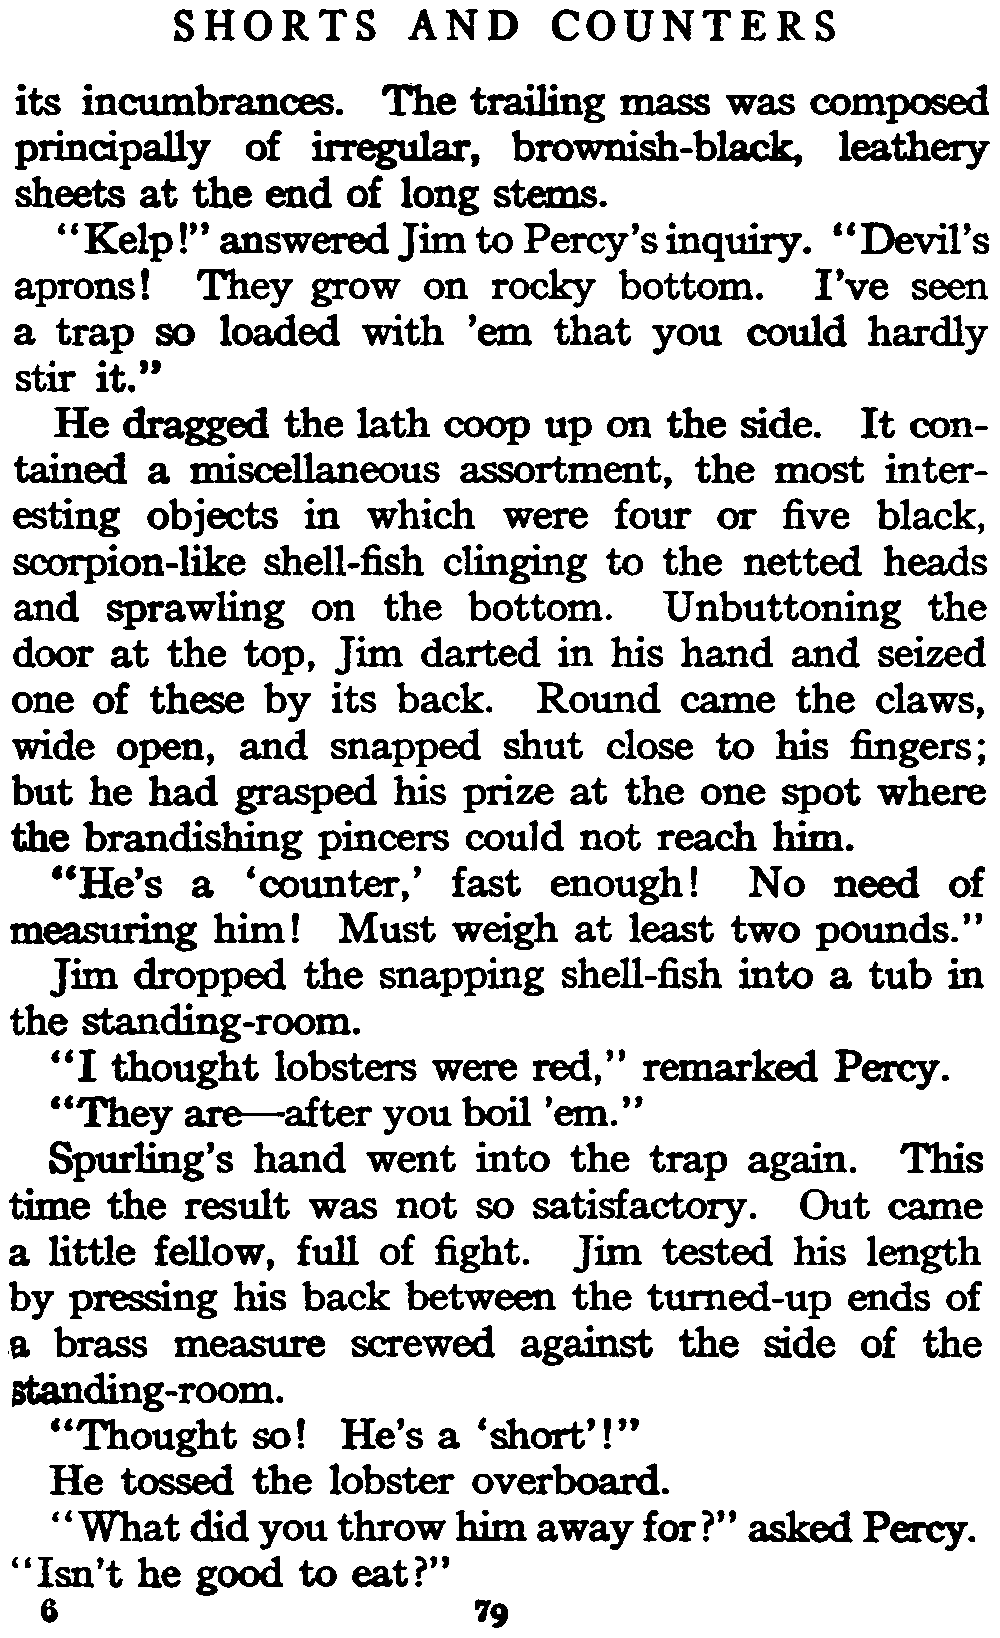 SHORTS AND COUNTERS
its incumbrances. The trailing mass was composed
principally of irregular, brownish-black, leathery
sheets at the end of long stems.
"Kelp!" answered Jim to Percy's inquiry. "Devil's
aprons! They grow on rocky bottom. I've seen
a trap so loaded with 'em that you could hardly
stir it."
He dragged the lath coop up on the side. It con-
tained a miscellaneous assortment, the most inter-
esting objects in which were four or five black,
scorpion-like shell-fish clinging to the netted heads
and sprawling on the bottom. Unbuttoning the
door at the top, Jim darted in his hand and seized
one of these by its back. Round came the claws,
wide open, and snapped shut close to his fingers;
but he had grasped his prize at the one spot where
the brandishing pincers could not reach him.
"He's a 'counter,' fast enough! No need of
measuring him! Must weigh at least two pounds."
Jim dropped the snapping shell-fish into a tub in
the standing-room.
"I thought lobsters were red," remarked Percy.
"They are—after you boil 'em."
Spurling's hand went into the trap again. This
time the result was not so satisfactory. Out came
a little fellow, full of fight. Jim tested his length
by pressing his back between the turned-up ends of
a brass measure screwed against the side of the
standing-room.
"Thought so! He's a 'short'!"
He tossed the lobster overboard.
"What did you throw him away for?" asked Percy.
"Isn't he good to eat?"
6 79